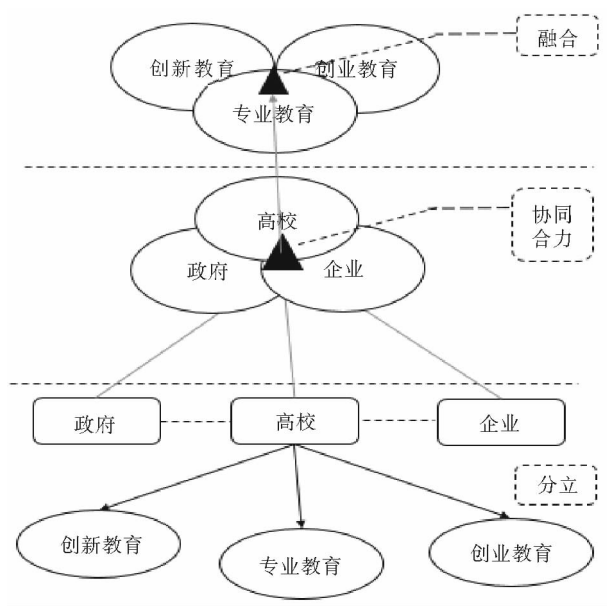 融合
创新教育
创业教育
专业教育
高校
协同
合力
政府
企业
政府
高校
企业
分立
创新教育
专业教育
创业教育